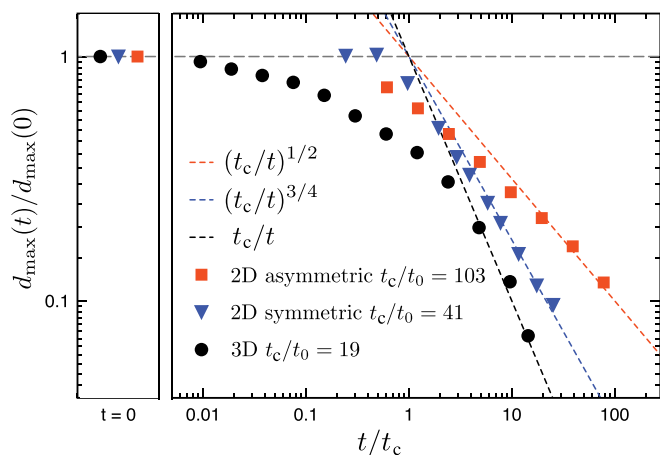 1
0.1
d_max(t)/d_max(0)
(t_c/t)^{1/2}
(t_c/t)^{3/4}
t_c/t
2D asymmetric t_c/t_0 = 103
2D symmetric t_c/t_0 = 41
3D t_c/t_0 = 19
t = 0
0.01 0.1 1 10 100
t/t_c